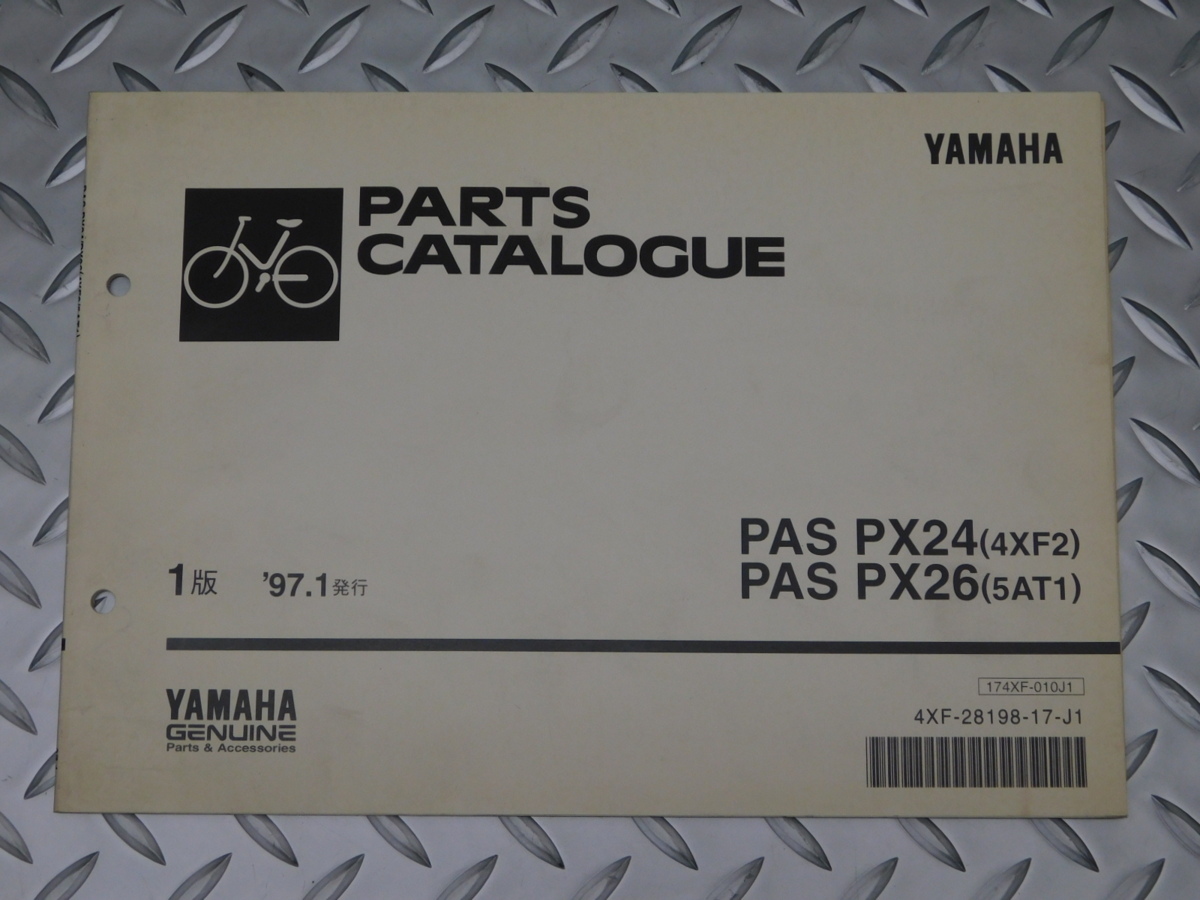 YAMAHA
PARTS
CATALOGUE
PAS PX24(4XF2)
PAS PX26(5AT1)
1版 '97.1発行
YAMAHA
GENUINE
Parts & Accessories
174XF-010J1
4XF-28198-17-J1